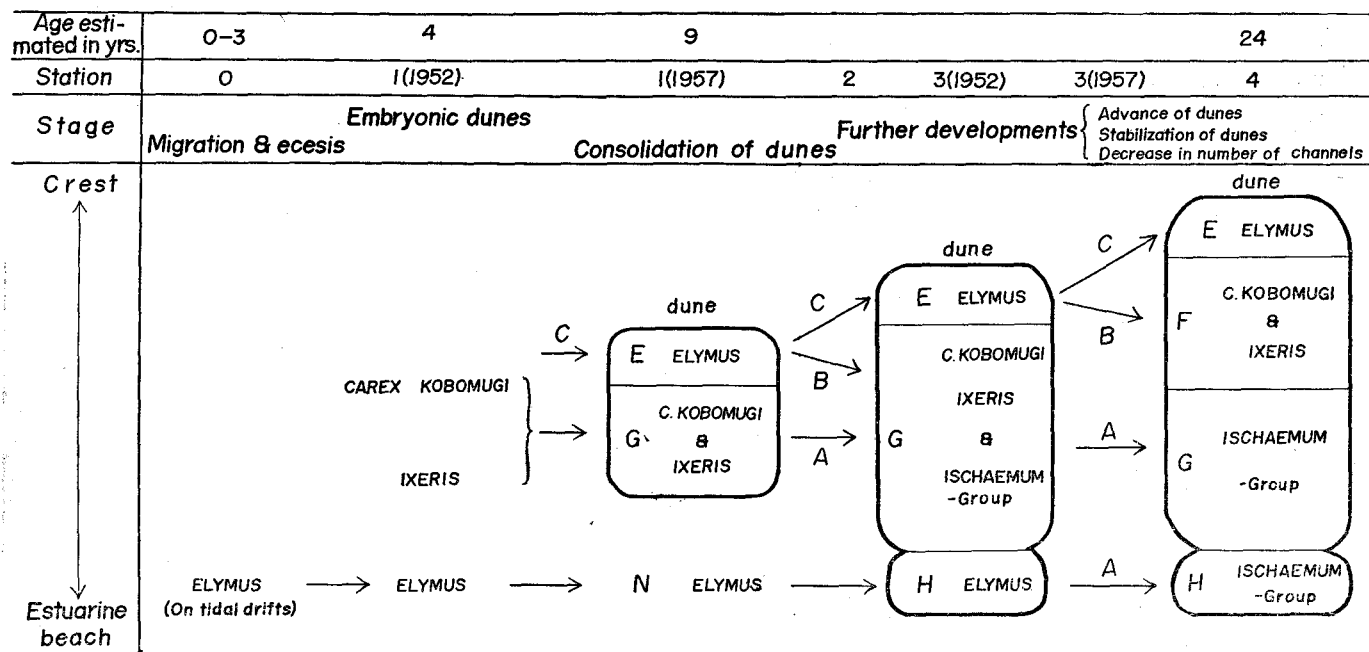 Age esti-
mated in yrs. 0-3 4 9 24
Station 0 1(1952) 1(1957) 2 3(1952) 3(1957) 4
Stage
Migration & ecesis
Embryonic dunes
Consolidation of dunes
Further developments
Advance of dunes
Stabilization of dunes
Decrease in number of channels
Crest
Estuarine
beach
ELYMUS
(On tidal drifts)
CAREX KOBOMUGI
IXERIS
ELYMUS
C
dune
E ELYMUS
G
C. KOBOMUGI
&
IXERIS
N ELYMUS
C
B
A
dune
E ELYMUS
G
C. KOBOMUGI
IXERIS
&
ISCHAEMUM
-Group
H ELYMUS
C
B
A
A
dune
E ELYMUS
F
C. KOBOMUGI
&
IXERIS
G
ISCHAEMUM
-Group
H
ISCHAEMUM
-Group